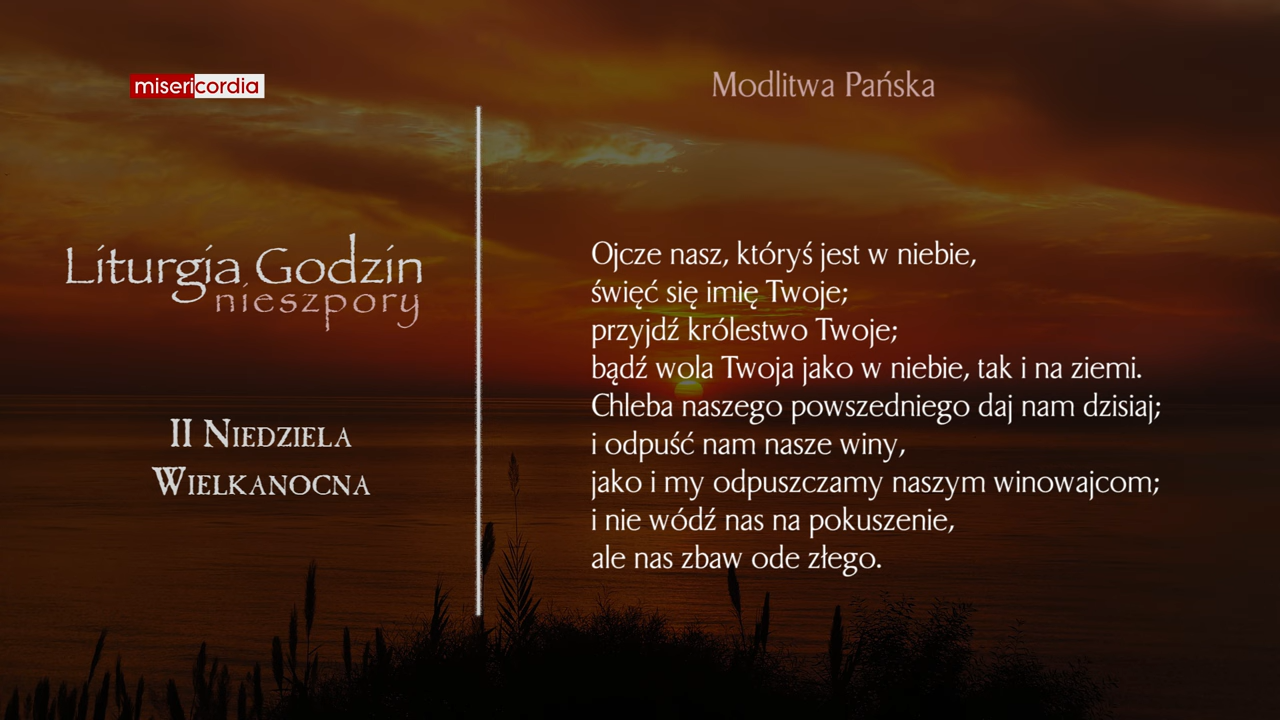 misericordia
Liturgia Godzin
nieszpory
II Niedziela
Wielkanocna
Modlitwa Pańska
Ojcze nasz, któryś jest w niebie,
święć się imię Twoje;
przyjdź królestwo Twoje;
bądź wola Twoja jako w niebie, tak i na ziemi.
Chleba naszego powszedniego daj nam dzisiaj;
i odpuść nam nasze winy,
jako i my odpuszczamy naszym winowajcom;
i nie wódź nas na pokuszenie,
ale nas zbaw ode złego.